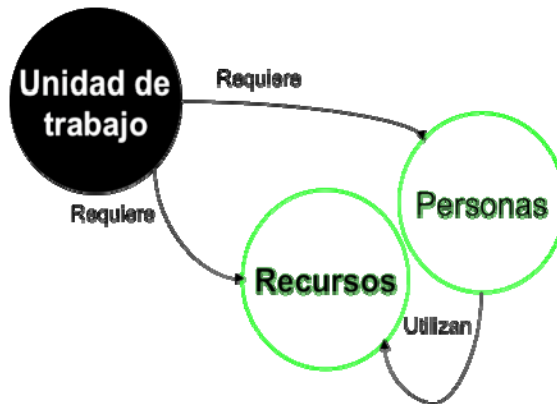 Unidad de
trabajo
Requiere
Requiere
Personas
Recursos
Utilizan